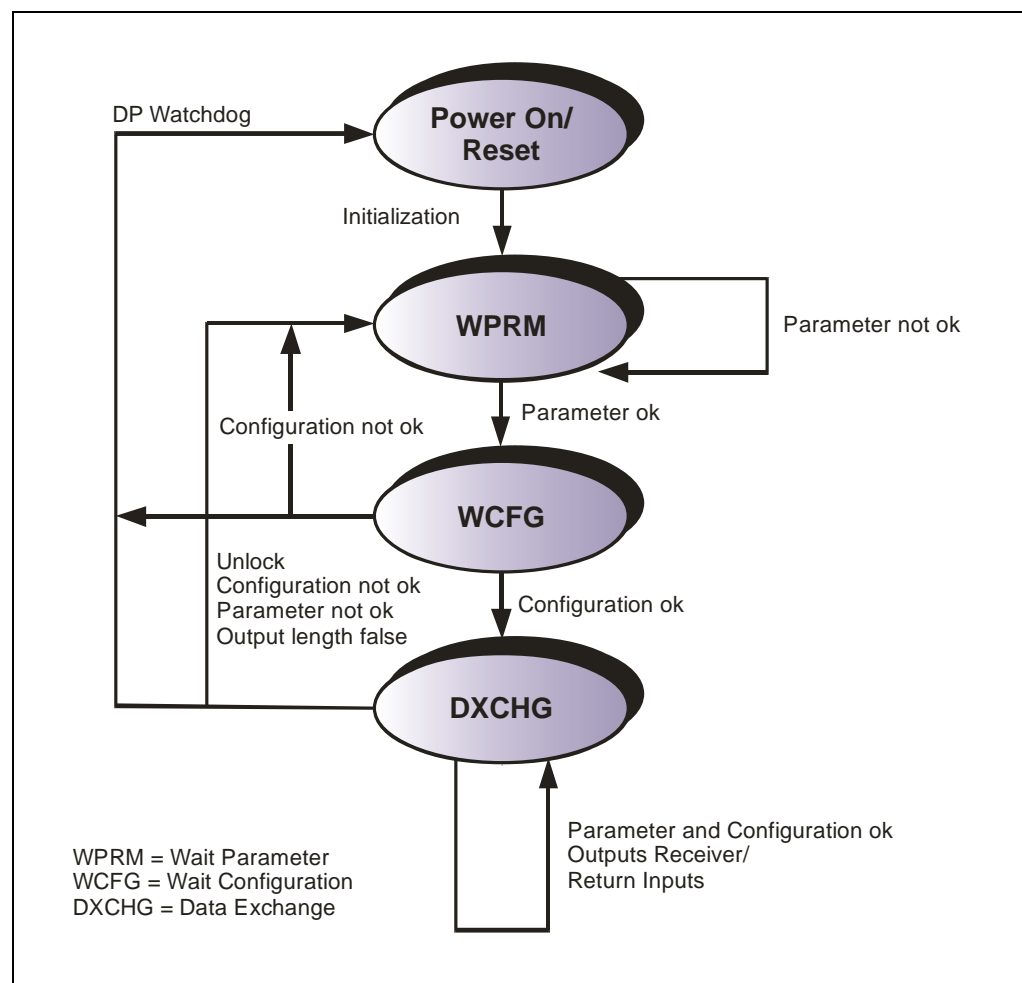 Power On/
Reset
DP Watchdog
Initialization
WPRM
Parameter not ok
Parameter ok
Configuration not ok
WCFG
Unlock
Configuration not ok
Parameter not ok
Output length false
Configuration ok
DXCHG
Parameter and Configuration ok
Outputs Receiver/
Return Inputs
WPRM = Wait Parameter
WCFG = Wait Configuration
DXCHG = Data Exchange